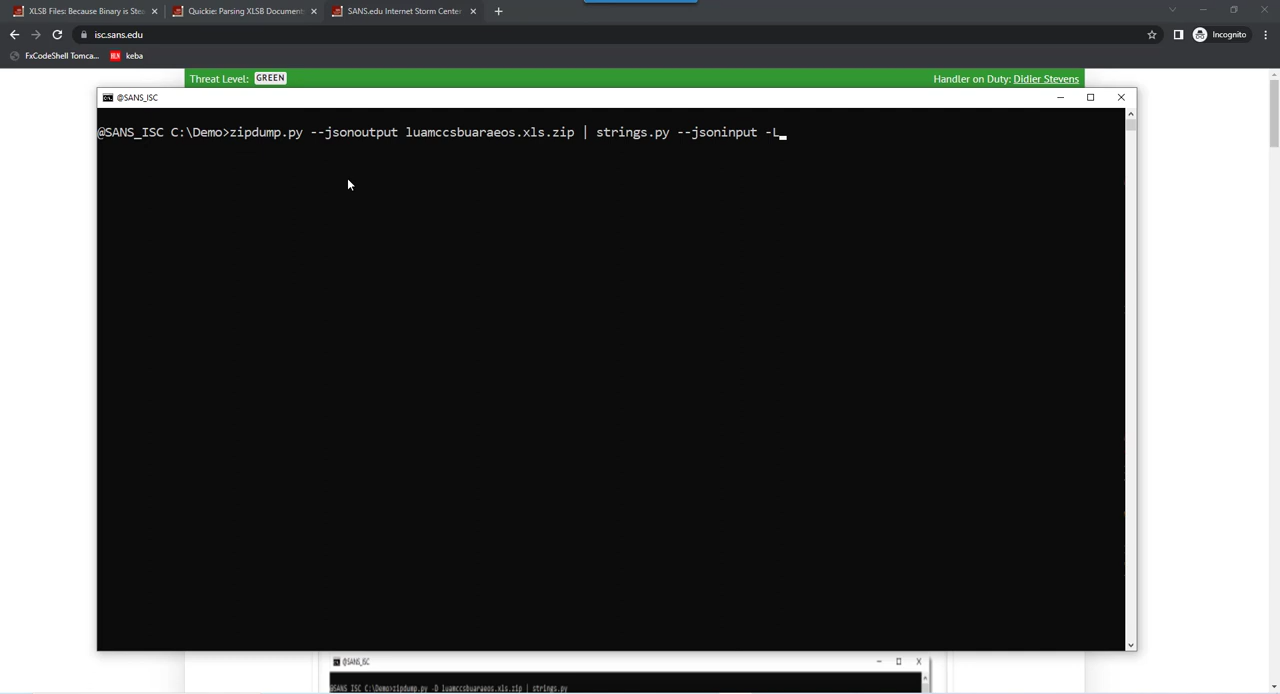 XLSB Files: Because Binary is Stea
Quickie: Parsing XLSB Document
SANS.edu Internet Storm Center
isc.sans.edu
Incognito
FxCodeShell Tomca...
keba
Threat Level: GREEN
Handler on Duty: Didier Stevens
@SANS_ISC
@SANS_ISC C:\Demo>zipdump.py --jsonoutput luamccsbuaraeos.xls.zip | strings.py --jsoninput -L
@SANS_ISC
@SANS_ISC C:\Demo>zipdump.py -D luamccsbuaraeos.xls.zip | strings.py